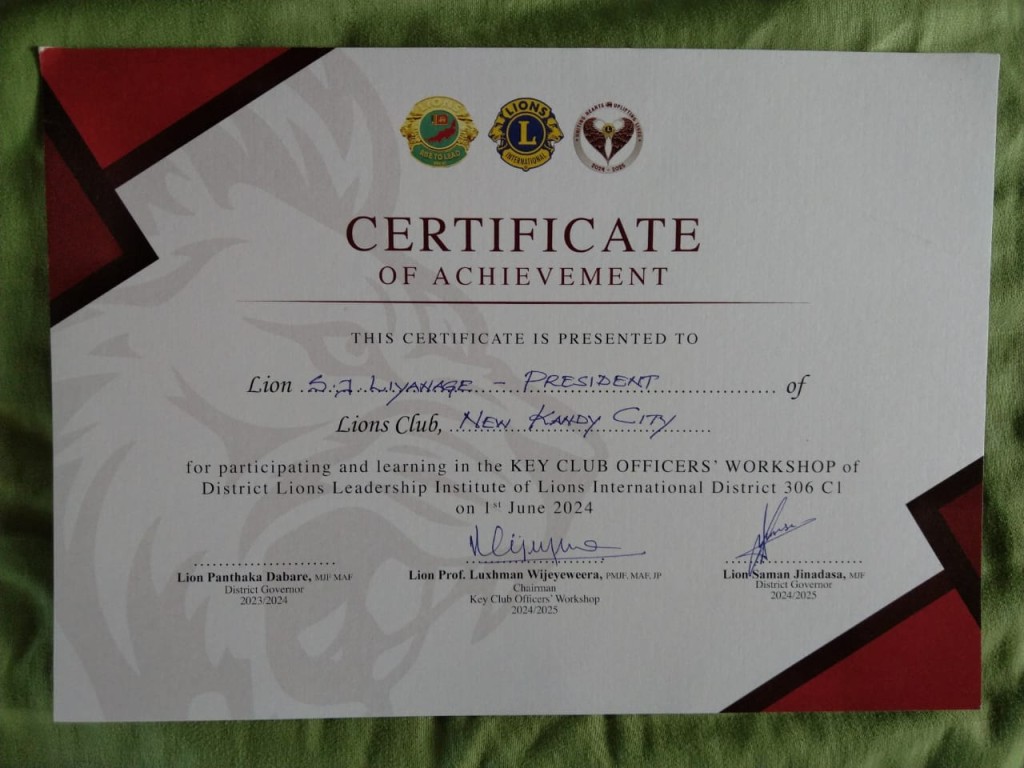 LIONS
L
INTERNATIONAL
CERTIFICATE
OF ACHIEVEMENT
THIS CERTIFICATE IS PRESENTED TO
Lion S. J. LIYANAGE – PRESIDENT of
Lions Club, NEW KANDY CITY
for participating and learning in the KEY CLUB OFFICERS' WORKSHOP of
District Lions Leadership Institute of Lions International District 306 C1
on 1st June 2024
Lion Panthaka Dabare, MJF MAF
District Governor
2023/2024
Lion Prof. Luxhman Wijeyeweera, PMJF, MAF, JP
Chairman
Key Club Officers' Workshop
2024/2025
Lion Saman Jinadasa, MJF
District Governor
2024/2025